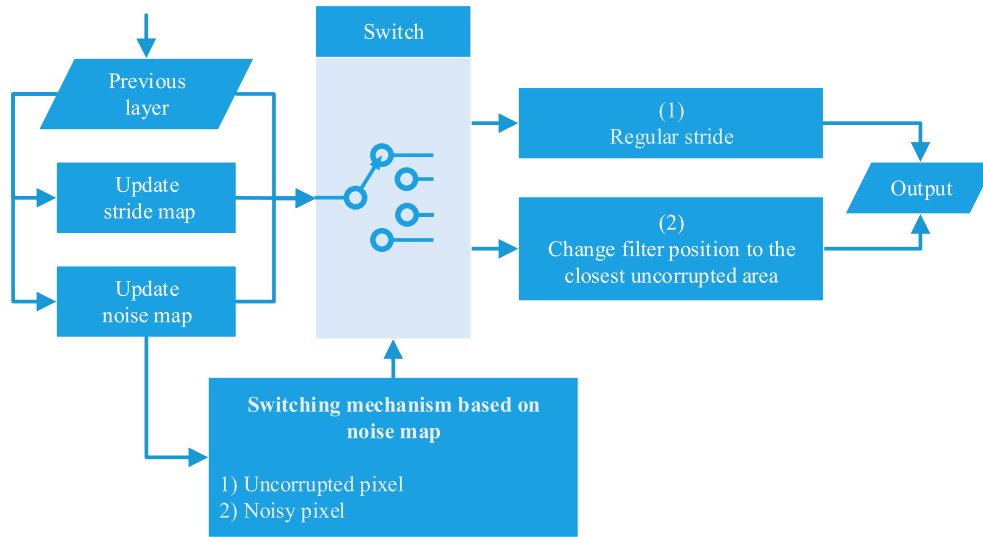 Previous
layer
Update
stride map
Update
noise map
Switch
Switching mechanism based on
noise map
1) Uncorrupted pixel
2) Noisy pixel
(1)
Regular stride
(2)
Change filter position to the
closest uncorrupted area
Output